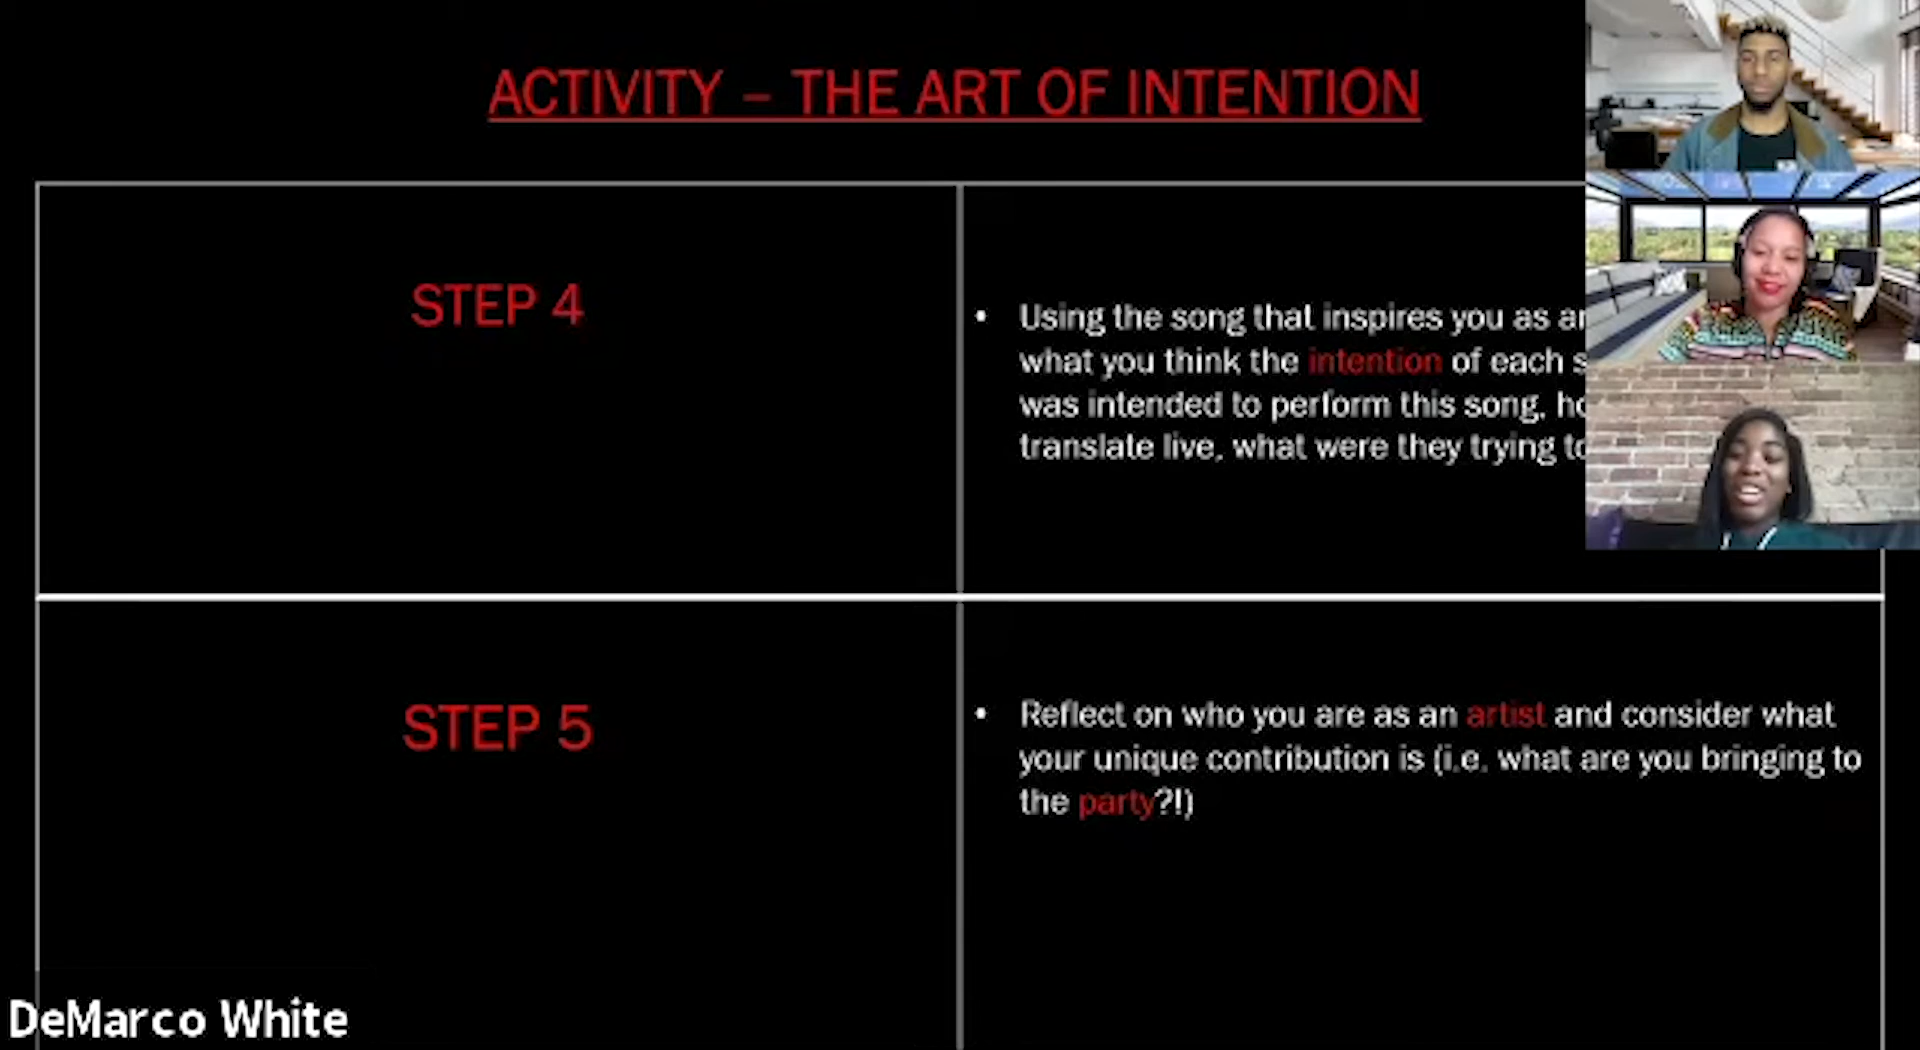 ACTIVITY – THE ART OF INTENTION
STEP 4
• Using the song that inspires you as
what you think the intention of each
was intended to perform this song, 
translate live, what were they trying
STEP 5
• Reflect on who you are as an artist and consider what
your unique contribution is (i.e. what are you bringing to
the party?!)
DeMarco White